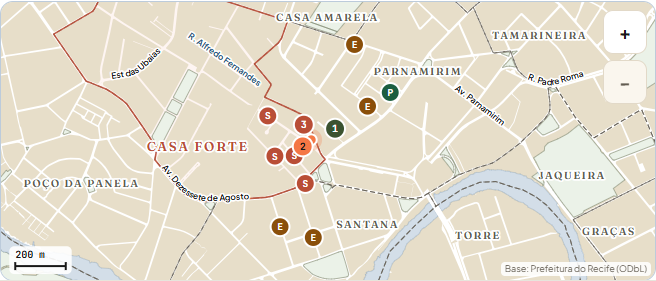 CASA AMARELA
+
TAMARINEIRA
R. Alfredo Fernandes
E
Est das Ubaias
PARNAMIRIM
R. Padre Roma
−
P
E
Av. Parnamirim
S
3
1
CASA FORTE
2
S
S
POÇO DA PANELA
Av. Dezessete de Agosto
S
JAQUEIRA
E
SANTANA
E
TORRE
GRAÇAS
200 m
Base: Prefeitura do Recife (ODbL)